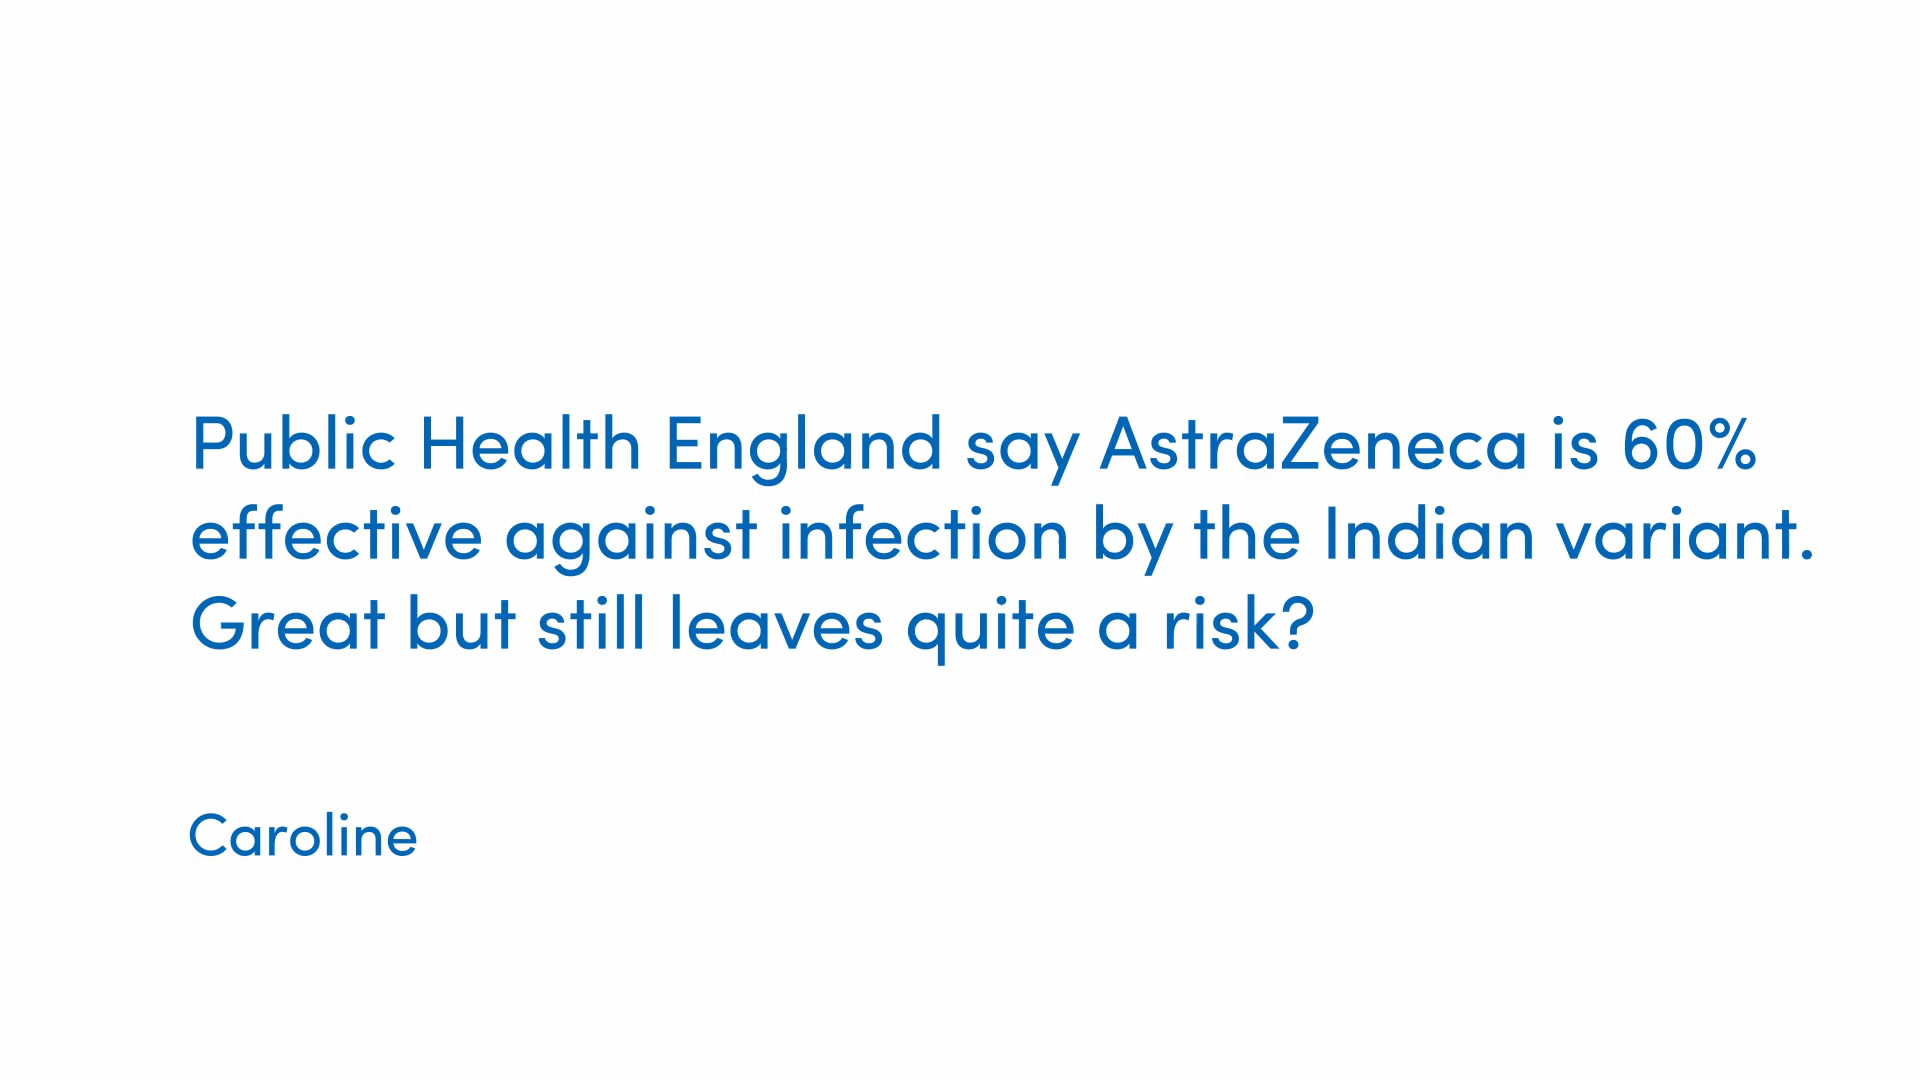 Public Health England say AstraZeneca is 60%
effective against infection by the Indian variant.
Great but still leaves quite a risk?
Caroline